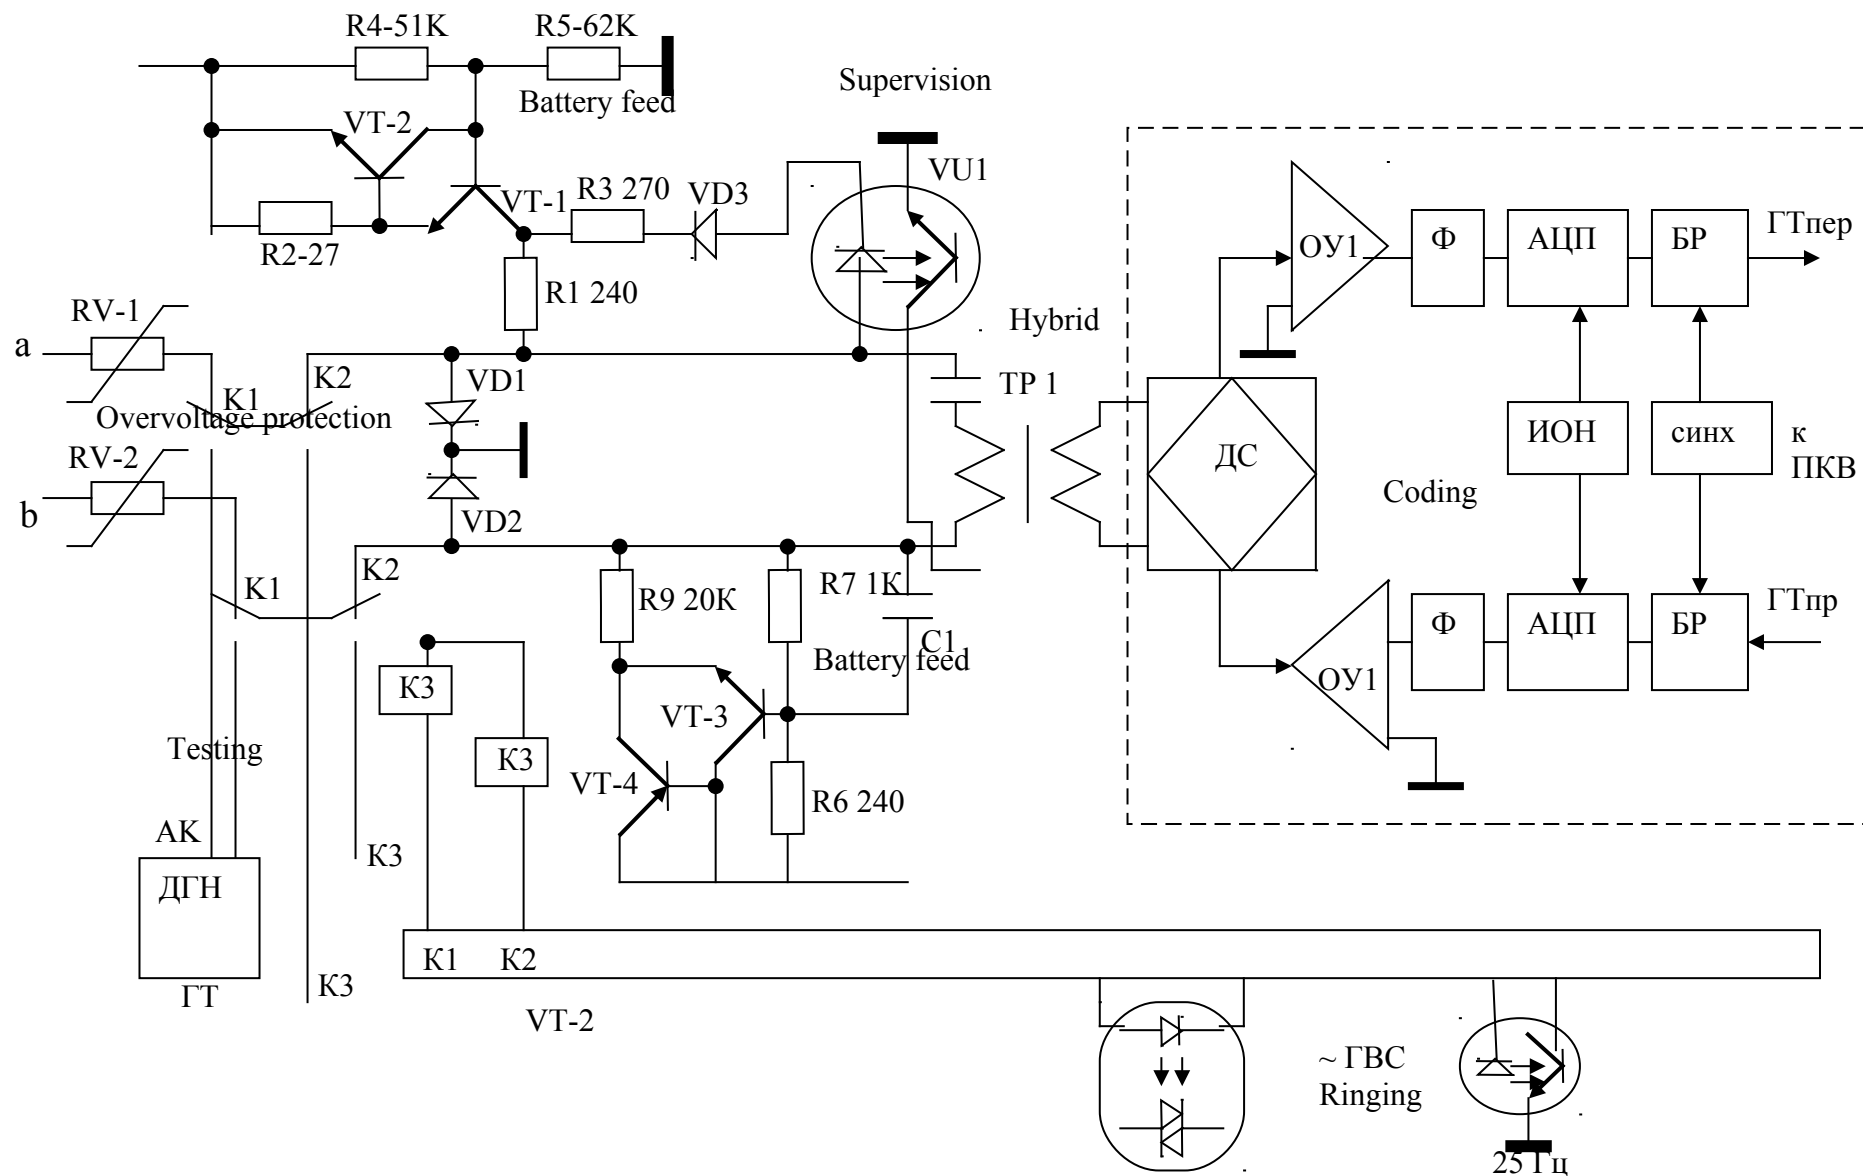 R4-51K
R5-62K
Supervision
Battery feed
VT-2
VU1
VT-1
R3 270
VD3
R2-27
R1 240
ОУ1
Ф
АЦП
БР
ГТпер
RV-1
a
K1
K2
VD1
Hybrid
ТР 1
Overvoltage protection
RV-2
b
VD2
ДС
ИОН
синх
к
ПКВ
Coding
K1
K2
R9 20K
R7 1K
C1
Battery feed
ОУ1
Ф
АЦП
БР
ГТпр
К3
К3
VT-3
VT-4
R6 240
Testing
АК
ДГН
ГТ
К3
К3
К1
К2
VT-2
~ ГВС
Ringing
25 Гц